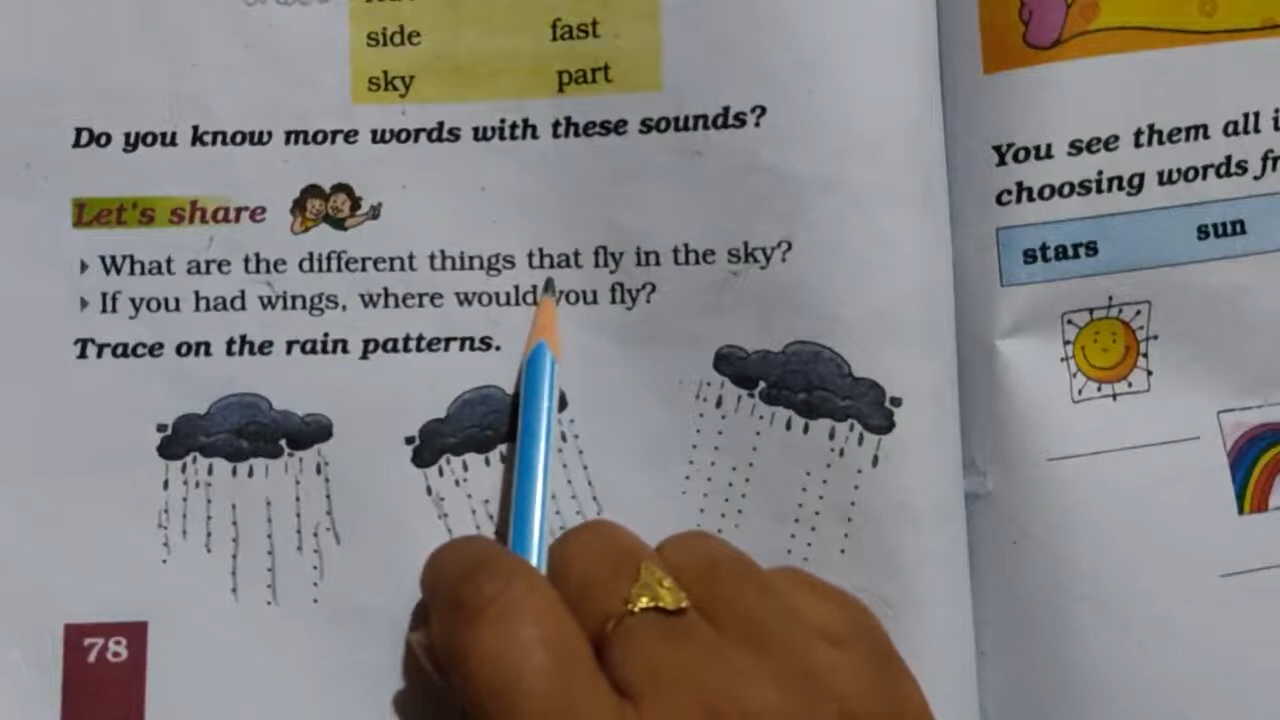 side fast
sky part
Do you know more words with these sounds?
Let's share
What are the different things that fly in the sky?
If you had wings, where would you fly?
Trace on the rain patterns.
78
You see them all
choosing words
stars sun